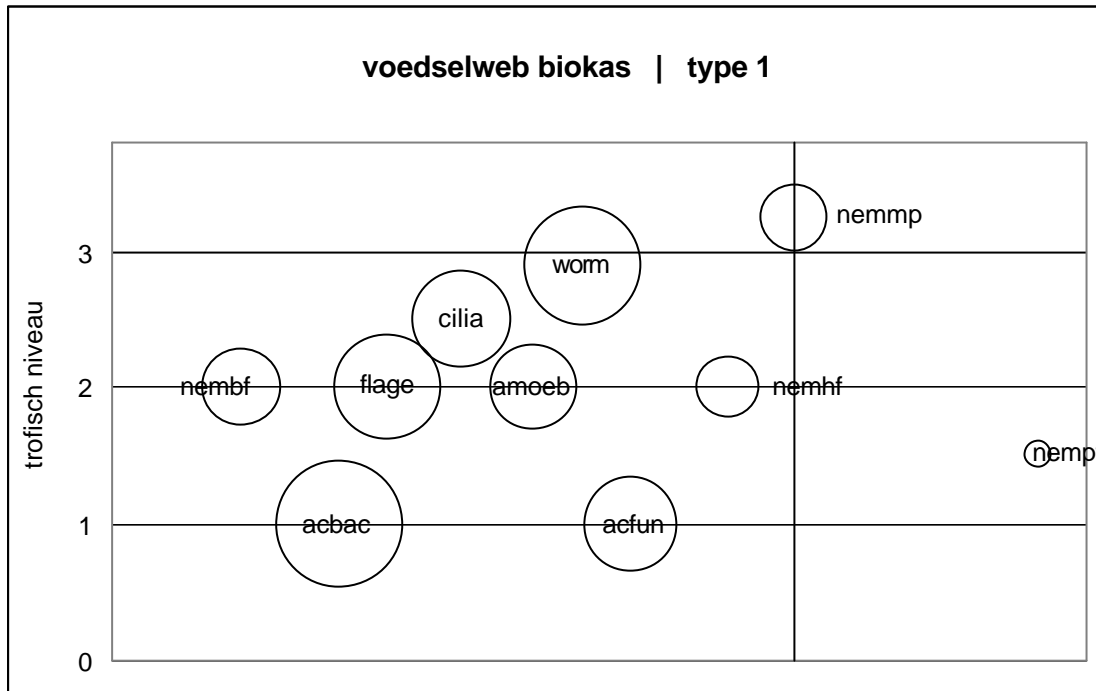 voedselweb biokas | type 1
nemmp
3
worm
cilia
nembf
flage
amoeb
nemhf
2
nemp
acbac
acfun
1
0
trofisch niveau